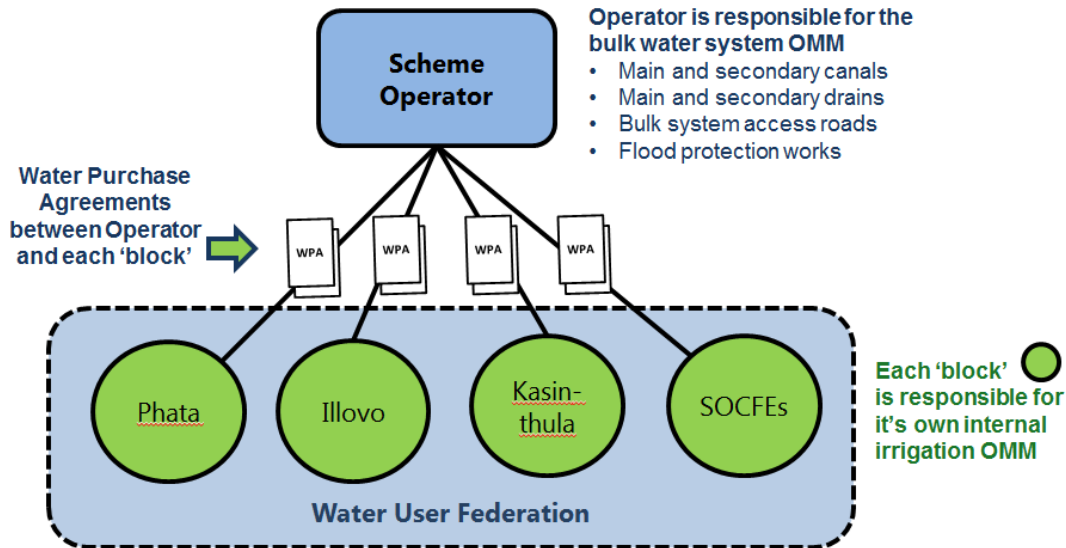 Scheme
Operator
Operator is responsible for the
bulk water system OMM
• Main and secondary canals
• Main and secondary drains
• Bulk system access roads
• Flood protection works
Water Purchase
Agreements
between Operator
and each ‘block’
WPA
WPA
WPA
WPA
Phata
Illovo
Kasin-
thula
SOCFEs
Each ‘block’
is responsible for
it’s own internal
irrigation OMM
Water User Federation